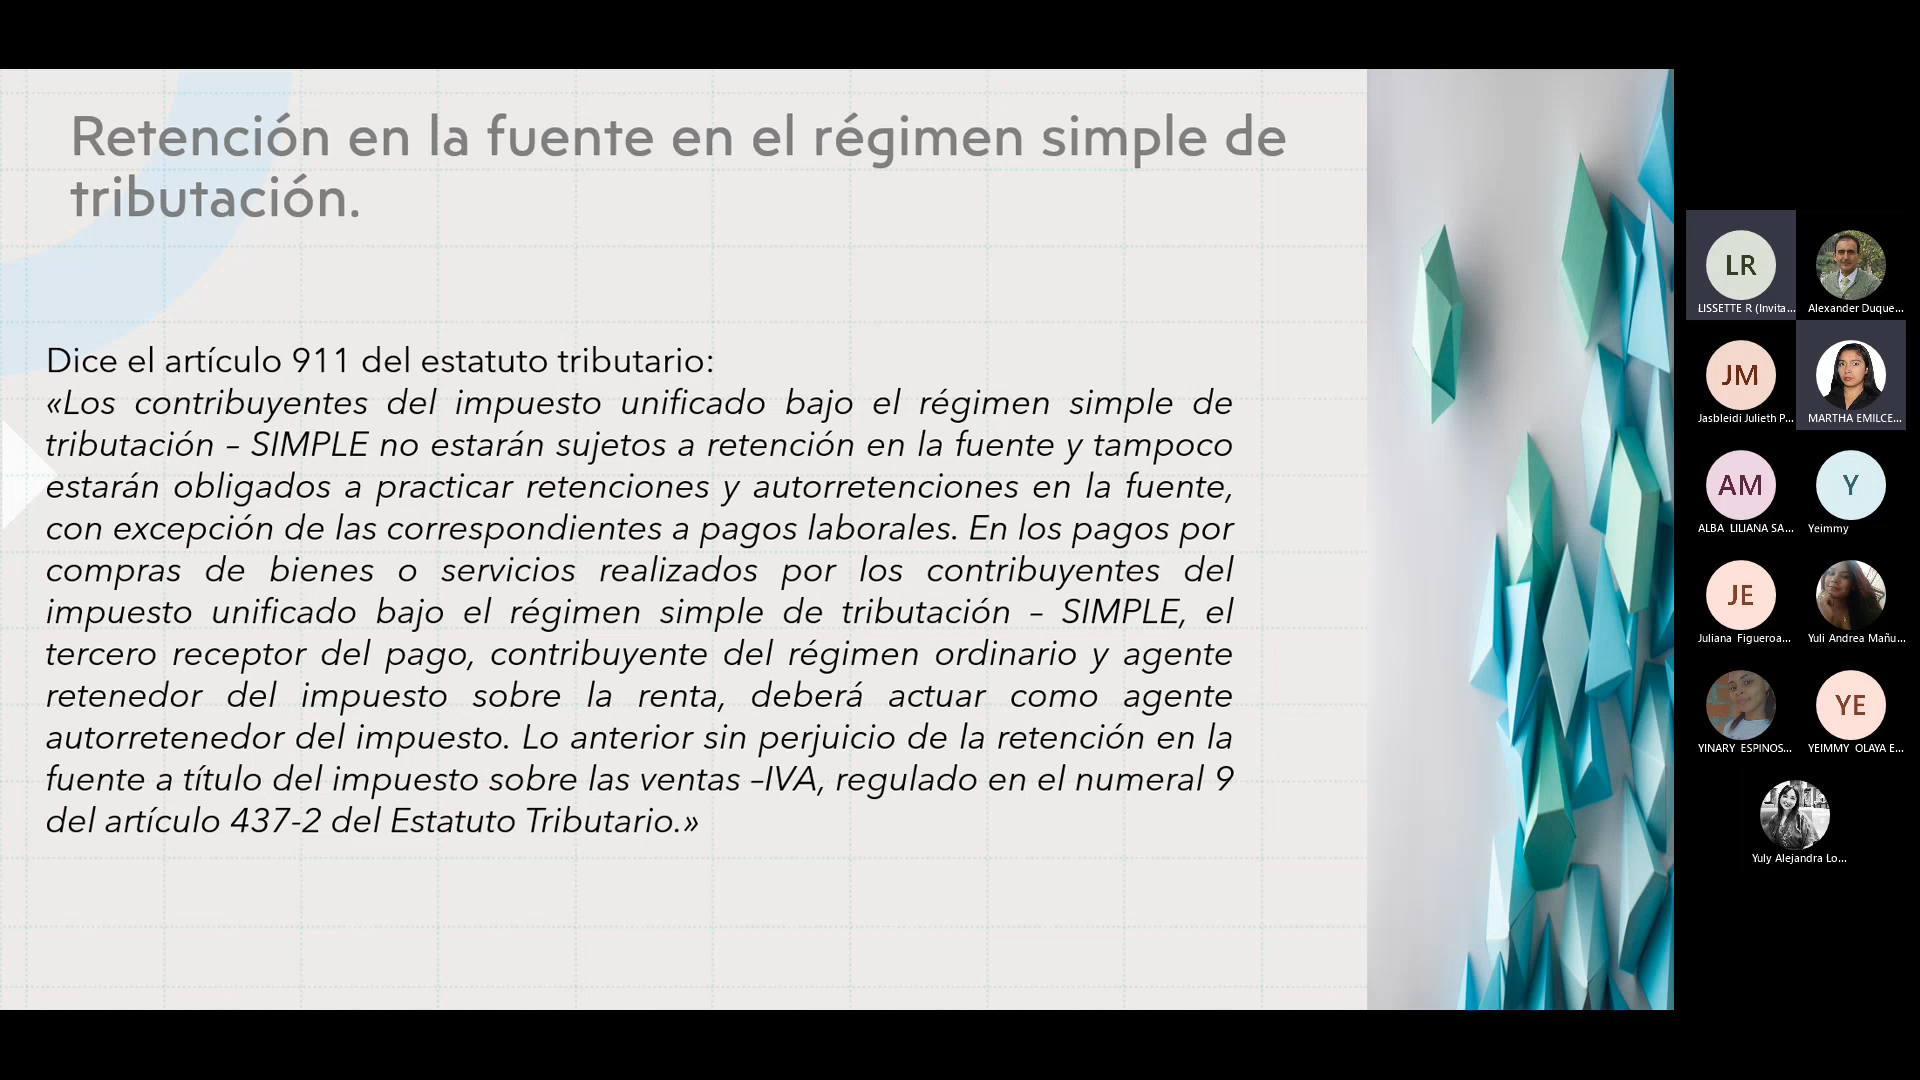 Retención en la fuente en el régimen simple de
tributación.
Dice el artículo 911 del estatuto tributario:
«Los contribuyentes del impuesto unificado bajo el régimen simple de
tributación – SIMPLE no estarán sujetos a retención en la fuente y tampoco
estarán obligados a practicar retenciones y autorretenciones en la fuente,
con excepción de las correspondientes a pagos laborales. En los pagos por
compras de bienes o servicios realizados por los contribuyentes del
impuesto unificado bajo el régimen simple de tributación – SIMPLE, el
tercero receptor del pago, contribuyente del régimen ordinario y agente
retenedor del impuesto sobre la renta, deberá actuar como agente
autorretenedor del impuesto. Lo anterior sin perjuicio de la retención en la
fuente a título del impuesto sobre las ventas –IVA, regulado en el numeral 9
del artículo 437-2 del Estatuto Tributario.»
LR
LISSETTE R (Invita...
Alexander Duque...
JM
Jasbleidi Julieth P...
MARTHA EMILCE...
AM
ALBA LILIANA SA...
Y
Yeimmy
JE
Juliana Figueroa...
Yuli Andrea Mañu...
YINARY ESPINOS...
YE
YEIMMY OLAYA E...
Yuly Alejandra Lo...